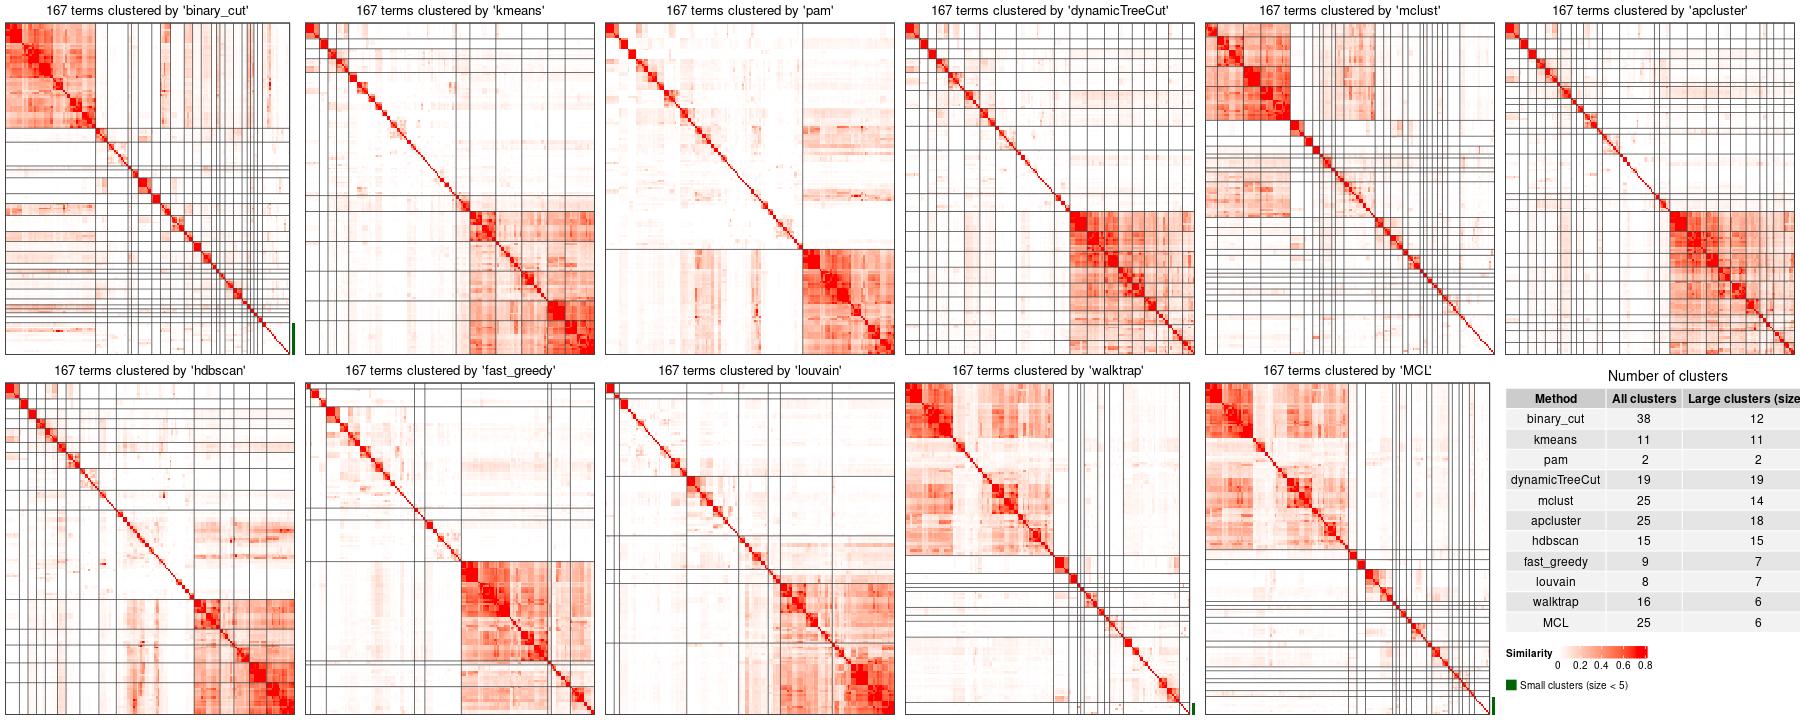 167 terms clustered by 'binary_cut'
167 terms clustered by 'kmeans'
167 terms clustered by 'pam'
167 terms clustered by 'dynamicTreeCut'
167 terms clustered by 'mclust'
167 terms clustered by 'apcluster'
167 terms clustered by 'hdbscan'
167 terms clustered by 'fast_greedy'
167 terms clustered by 'louvain'
167 terms clustered by 'walktrap'
167 terms clustered by 'MCL'
Number of clusters
Method All clusters Large clusters (size
binary_cut 38 12
kmeans 11 11
pam 2 2
dynamicTreeCut 19 19
mclust 25 14
apcluster 25 18
hdbscan 15 15
fast_greedy 9 7
louvain 8 7
walktrap 16 6
MCL 25 6
Similarity
0 0.2 0.4 0.6 0.8
Small clusters (size < 5)